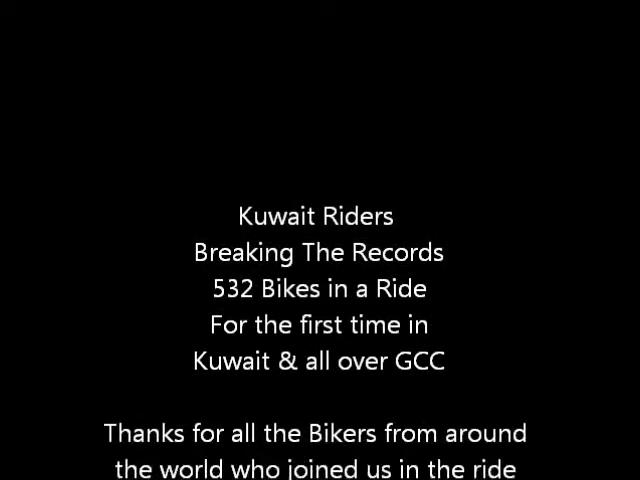 Kuwait Riders
Breaking The Records
532 Bikes in a Ride
For the first time in
Kuwait & all over GCC
Thanks for all the Bikers from around
the world who joined us in the ride